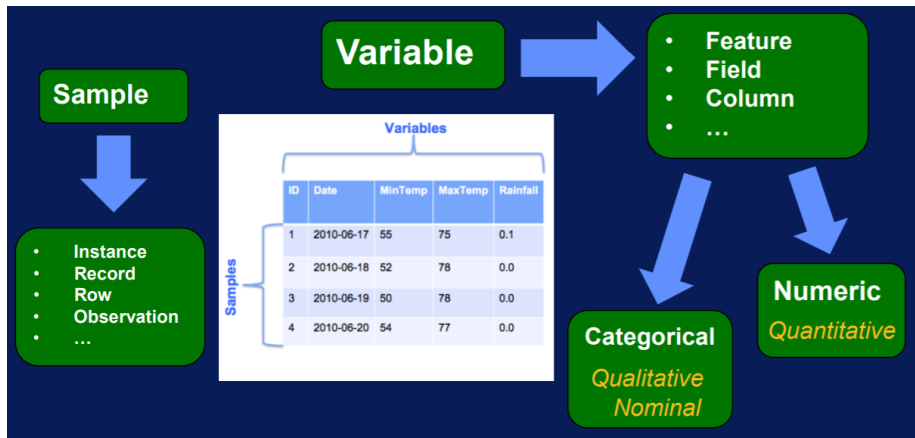 Sample
• Instance
• Record
• Row
• Observation
• …
Variable
• Feature
• Field
• Column
• …
Variables
Samples
ID Date MinTemp MaxTemp Rainfall
1 2010-06-17 55 75 0.1
2 2010-06-18 52 78 0.0
3 2010-06-19 50 78 0.0
4 2010-06-20 54 77 0.0
Categorical
Qualitative
Nominal
Numeric
Quantitative